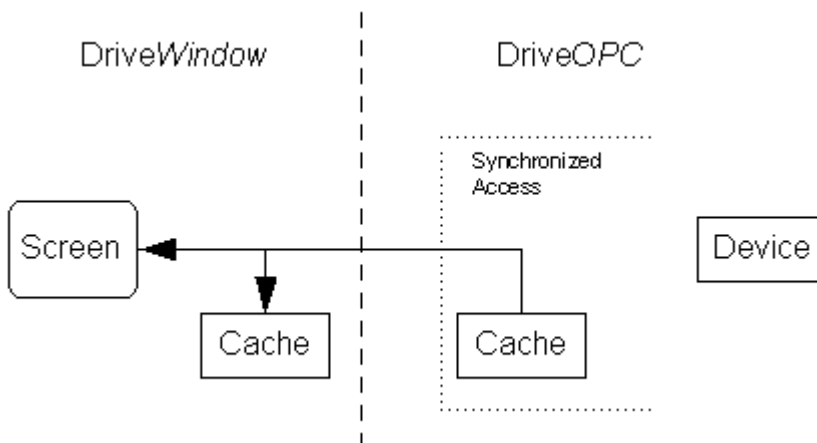 DriveWindow
DriveOPC
Synchronized
Access
Screen
Device
Cache
Cache